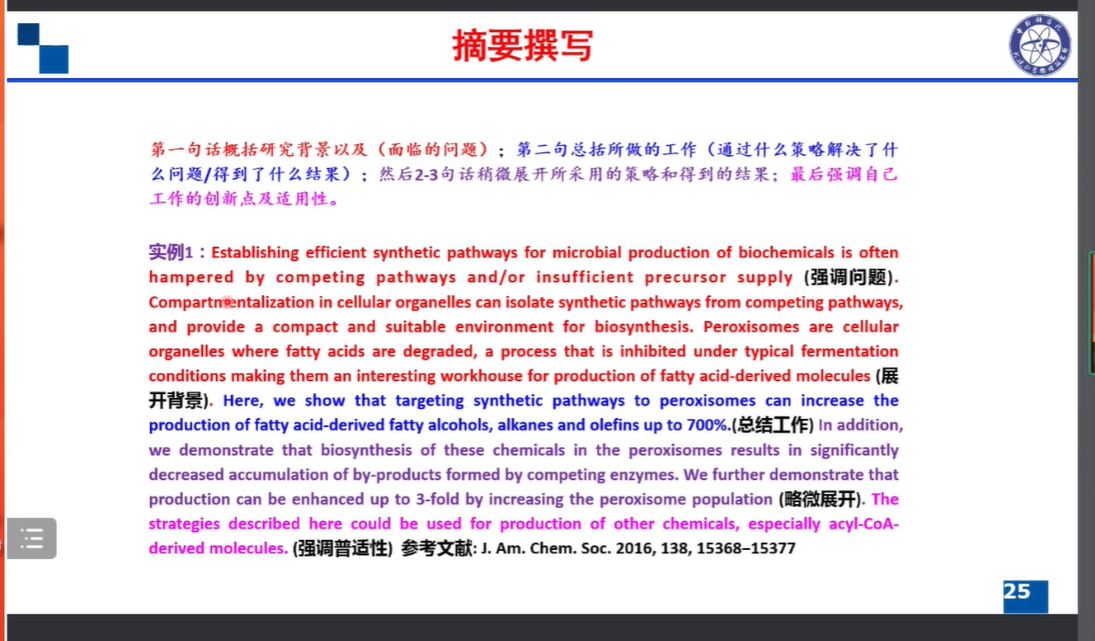 摘要撰写
第一句话概括研究背景以及（面临的问题）；第二句总括所做的工作（通过什么策略解决了什
么问题/得到了什么结果）；然后2-3句话稍微展开所采用的策略和得到的结果；最后强调自己
工作的创新点及适用性。
实例1：Establishing efficient synthetic pathways for microbial production of biochemicals is often
hampered by competing pathways and/or insufficient precursor supply (强调问题).
Compartmentalization in cellular organelles can isolate synthetic pathways from competing pathways,
and provide a compact and suitable environment for biosynthesis. Peroxisomes are cellular
organelles where fatty acids are degraded, a process that is inhibited under typical fermentation
conditions making them an interesting workhouse for production of fatty acid-derived molecules (展
开背景). Here, we show that targeting synthetic pathways to peroxisomes can increase the
production of fatty acid-derived fatty alcohols, alkanes and olefins up to 700%.(总结工作) In addition,
we demonstrate that biosynthesis of these chemicals in the peroxisomes results in significantly
decreased accumulation of by-products formed by competing enzymes. We further demonstrate that
production can be enhanced up to 3-fold by increasing the peroxisome population (略微展开). The
strategies described here could be used for production of other chemicals, especially acyl-CoA-
derived molecules. (强调普适性) 参考文献: J. Am. Chem. Soc. 2016, 138, 15368−15377
25